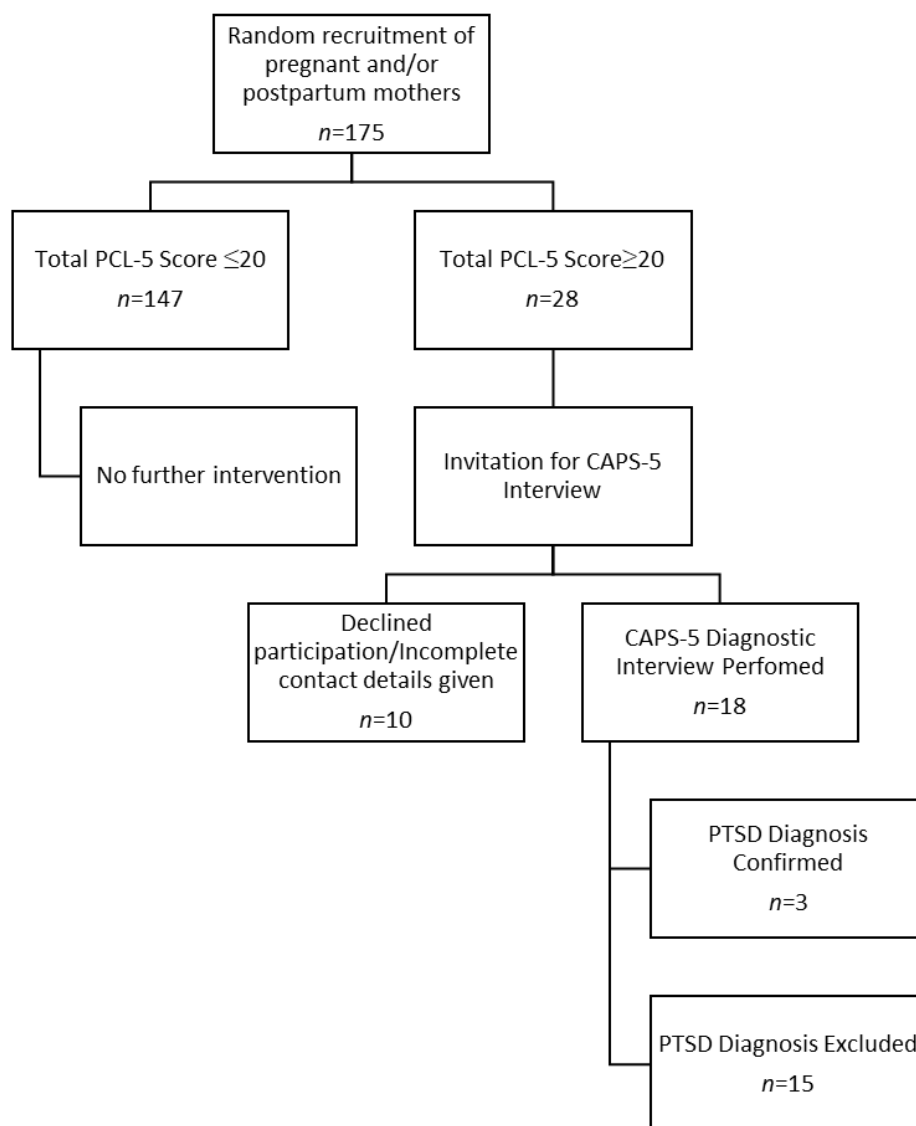 Random recruitment of
pregnant and/or
postpartum mothers
n=175
Total PCL-5 Score ≤20
n=147
Total PCL-5 Score≥20
n=28
No further intervention
Invitation for CAPS-5
Interview
Declined
participation/Incomplete
contact details given
n=10
CAPS-5 Diagnostic
Interview Perfomed
n=18
PTSD Diagnosis
Confirmed
n=3
PTSD Diagnosis Excluded
n=15